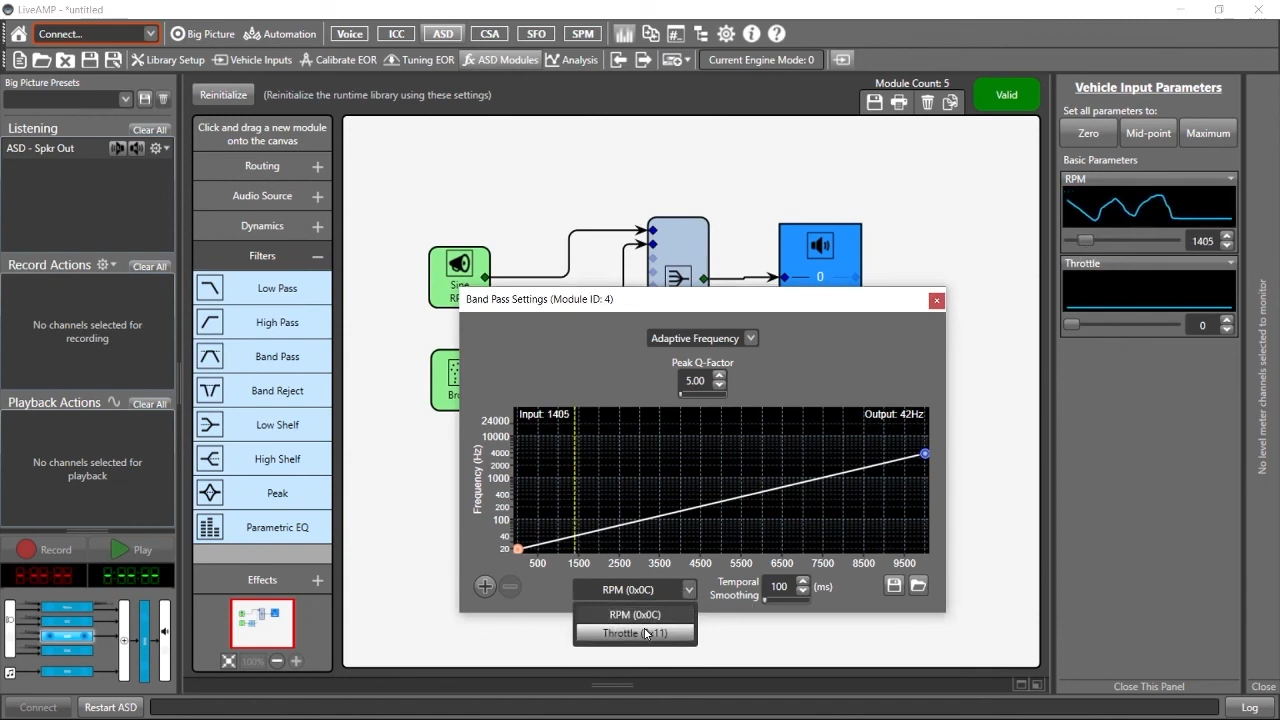 LiveAMP - *untitled
Connect...
Big Picture
Automation
Voice
ICC
ASD
CSA
SFO
SPM
Library Setup
Vehicle Inputs
Calibrate EOR
Tuning EOR
ASD Modules
Analysis
Current Engine Mode: 0
Big Picture Presets
Listening
Clear All
ASD - Spkr Out
Record Actions
Clear All
No channels selected for
recording
Playback Actions
Clear All
No channels selected for
playback
Record
Play
Reinitialize
(Reinitialize the runtime library using these settings)
Module Count: 5
Valid
Click and drag a new module
onto the canvas
Routing
Audio Source
Dynamics
Filters
Low Pass
High Pass
Band Pass
Band Reject
Low Shelf
High Shelf
Peak
Parametric EQ
Effects
100%
Sine
0
Band Pass Settings (Module ID: 4)
Adaptive Frequency
Peak Q-Factor
5.00
Input: 1405
Output: 42Hz
Frequency (Hz)
24000
10000
4000
2000
1000
400
200
100
40
20
500 1500 2500 3500 4500 5500 6500 7500 8500 9500
RPM (0x0C)
Temporal
Smoothing
100
(ms)
RPM (0x0C)
Throttle
Vehicle Input Parameters
Set all parameters to:
Zero
Mid-point
Maximum
Basic Parameters
RPM
1405
Throttle
0
Close This Panel
No level meter channels selected to monitor
Close
Connect
Restart ASD
Log